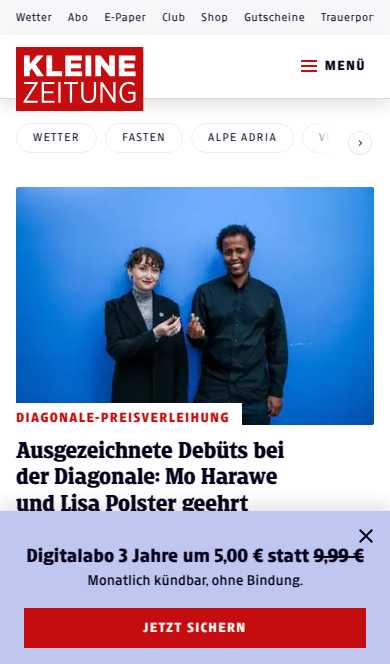 Wetter Abo E-Paper Club Shop Gutscheine Trauerpor
KLEINE
ZEITUNG
MENÜ
WETTER FASTEN ALPE ADRIA
DIAGONALE-PREISVERLEIHUNG
Ausgezeichnete Debüts bei
der Diagonale: Mo Harawe
und Lisa Polster geehrt
Digitalabo 3 Jahre um 5,00 € statt 9,99 €
Monatlich kündbar, ohne Bindung.
JETZT SICHERN